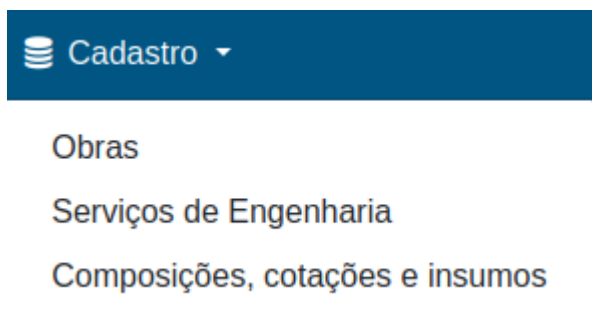 Cadastro
Obras
Serviços de Engenharia
Composições, cotações e insumos